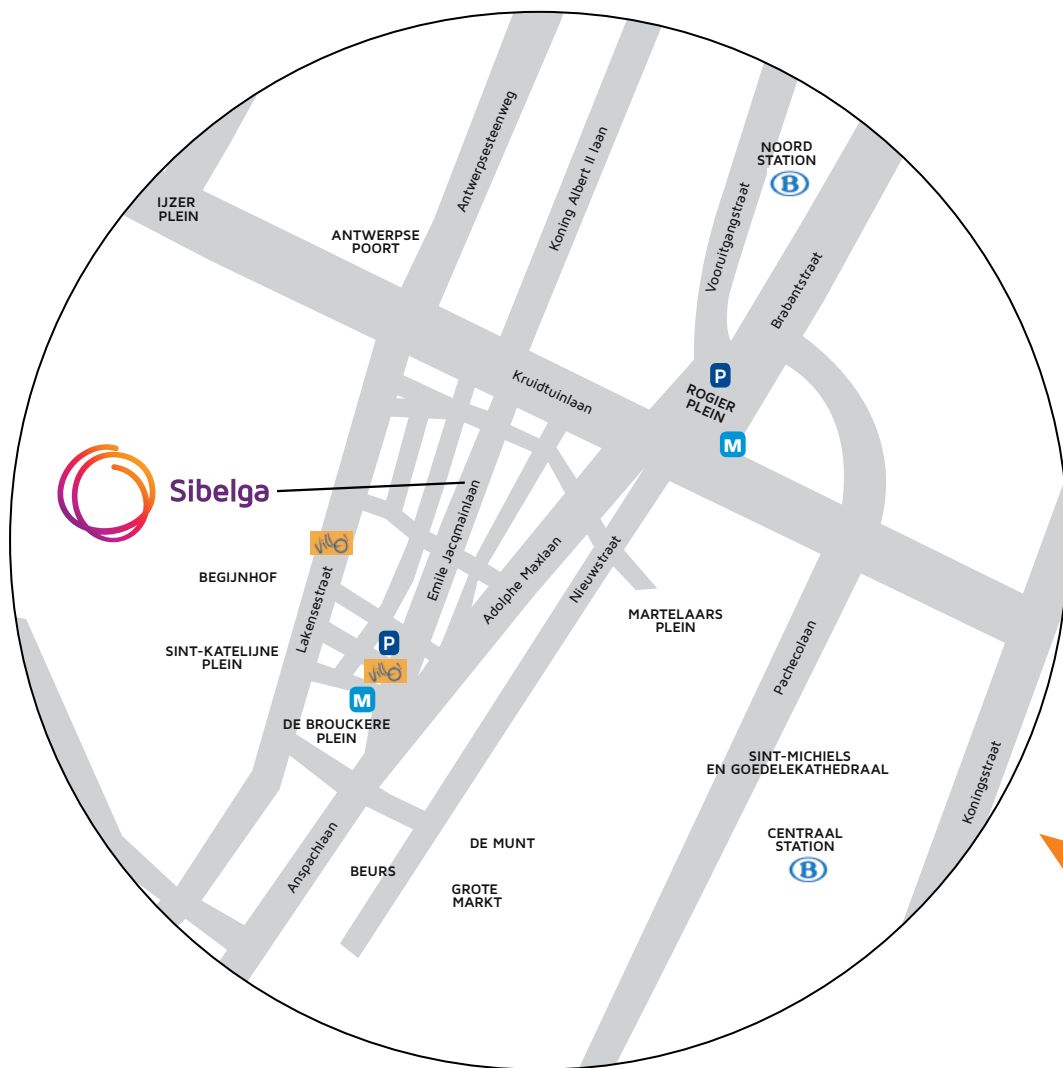 Antwerpsesteenweg
Koning Albert II laan
NOORD
STATION
B
Vooruitgangstraat
IJZER
PLEIN
ANTWERPSE
POORT
Brabantstraat
Kruidtuinlaan
P
ROGIER
PLEIN
M
Sibelga
Emile Jacqmainlaan
Villo!
BEGIJNHOF
Lakensestraat
Adolphe Maxlaan
Nieuwstraat
MARTELAARS
PLEIN
SINT-KATELIJNE
PLEIN
P
Villo!
M
DE BROUCKERE
PLEIN
Pachecolaan
SINT-MICHIELS
EN GOEDELEKATHEDRAAL
Koningsstraat
Anspachlaan
BEURS
DE MUNT
GROTE
MARKT
CENTRAAL
STATION
B